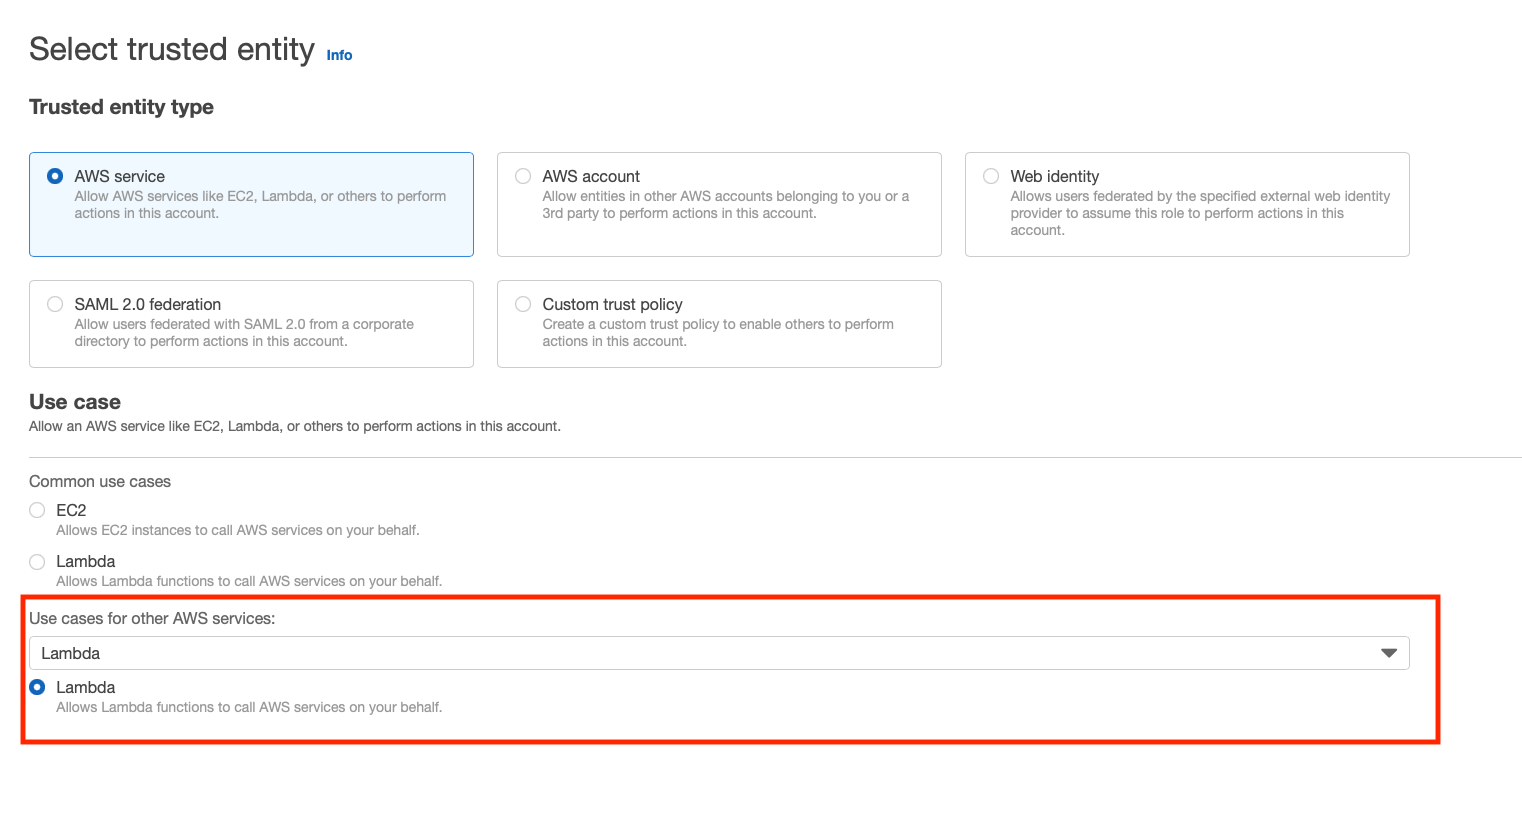 Select trusted entity Info
Trusted entity type
AWS service
Allow AWS services like EC2, Lambda, or others to perform
actions in this account.
AWS account
Allow entities in other AWS accounts belonging to you or a
3rd party to perform actions in this account.
Web identity
Allows users federated by the specified external web identity
provider to assume this role to perform actions in this
account.
SAML 2.0 federation
Allow users federated with SAML 2.0 from a corporate
directory to perform actions in this account.
Custom trust policy
Create a custom trust policy to enable others to perform
actions in this account.
Use case
Allow an AWS service like EC2, Lambda, or others to perform actions in this account.
Common use cases
EC2
Allows EC2 instances to call AWS services on your behalf.
Lambda
Allows Lambda functions to call AWS services on your behalf.
Use cases for other AWS services:
Lambda
Lambda
Allows Lambda functions to call AWS services on your behalf.